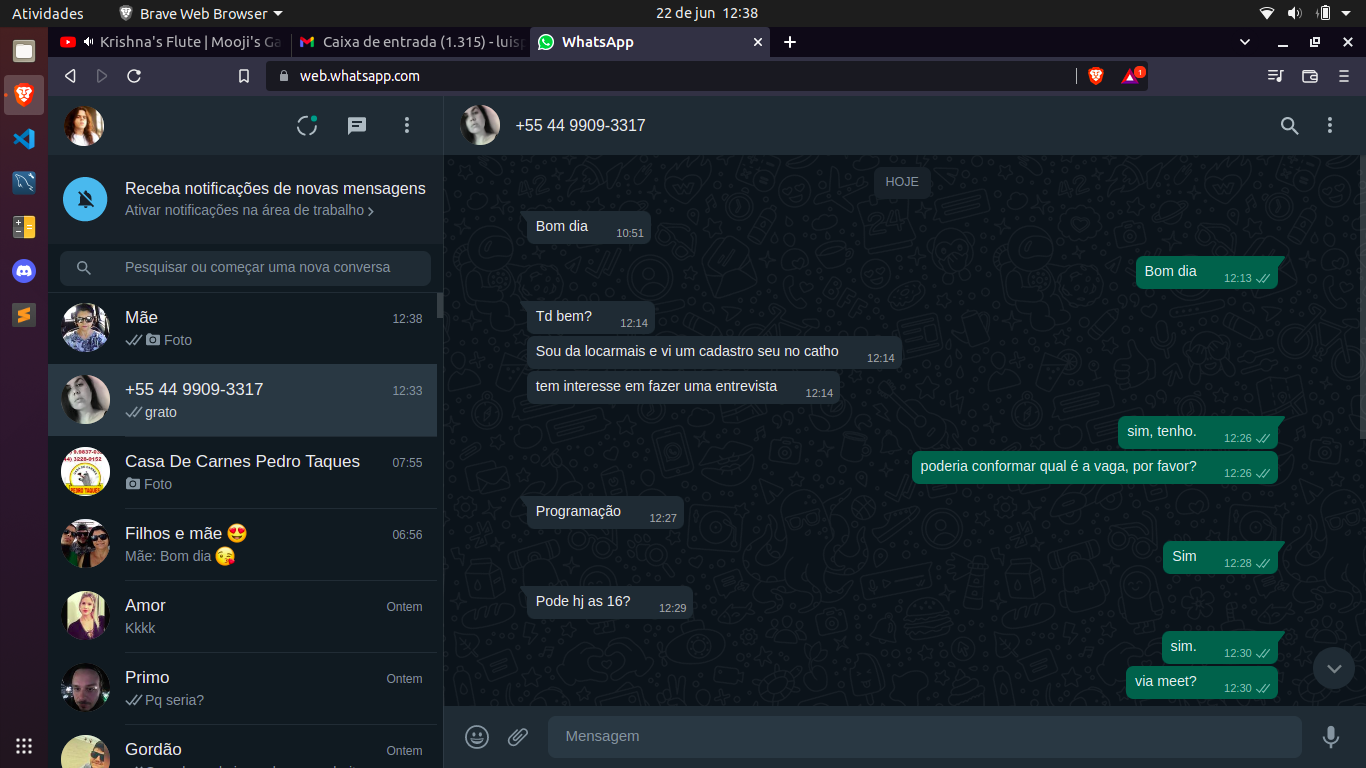 Atividades
Brave Web Browser
22 de jun 12:38
Krishna's Flute | Mooji's Ga
Caixa de entrada (1.315) - luisp
WhatsApp
web.whatsapp.com
1
+55 44 9909-3317
Receba notificações de novas mensagens
Ativar notificações na área de trabalho
Pesquisar ou começar uma nova conversa
Mãe
12:38
Foto
+55 44 9909-3317
12:33
grato
Casa De Carnes Pedro Taques
07:55
Foto
PEDRO TAQUES
Filhos e mãe 😍
06:56
Mãe: Bom dia 😘
Amor
Ontem
Kkkk
Primo
Ontem
Pq seria?
Gordão
Ontem
HOJE
Bom dia 10:51
Bom dia 12:13
Td bem? 12:14
Sou da locarmais e vi um cadastro seu no catho 12:14
tem interesse em fazer uma entrevista 12:14
sim, tenho. 12:26
poderia conformar qual é a vaga, por favor? 12:26
Programação 12:27
Sim 12:28
Pode hj as 16? 12:29
sim. 12:30
via meet? 12:30
Mensagem